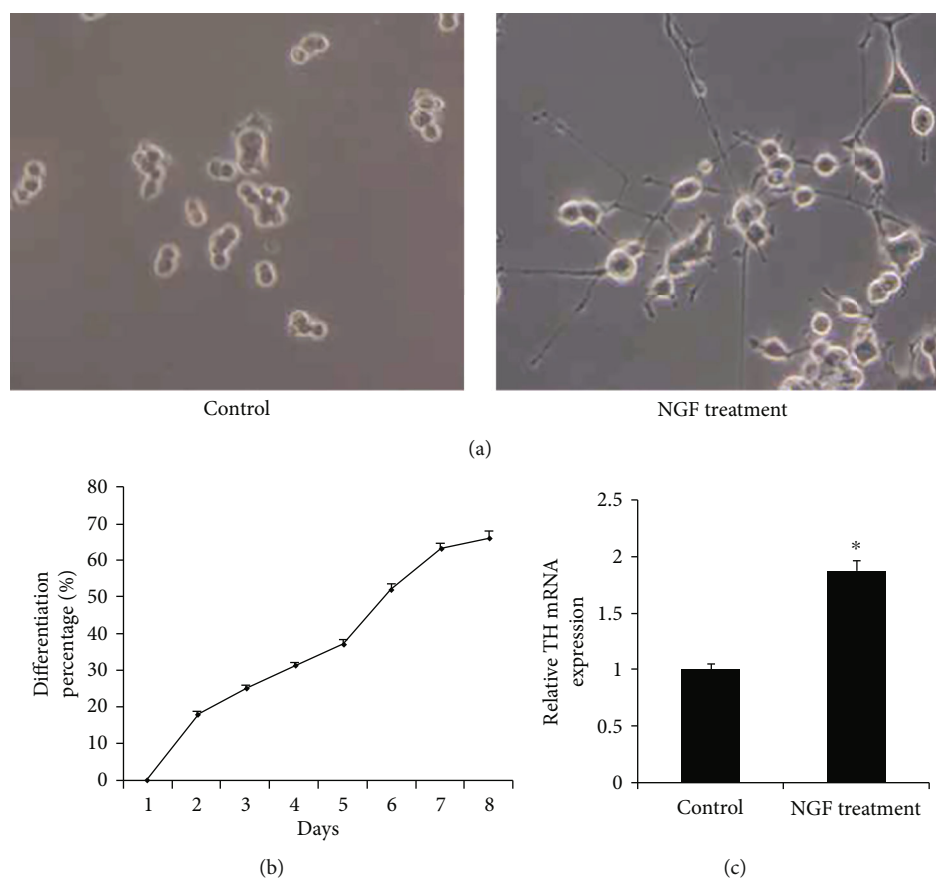 Control
NGF treatment
(a)
Differentiation
percentage (%)
80
70
60
50
40
30
20
10
0
1 2 3 4 5 6 7 8
Days
(b)
Relative TH mRNA
expression
2.5
2
1.5
1
0.5
0
*
Control
NGF treatment
(c)